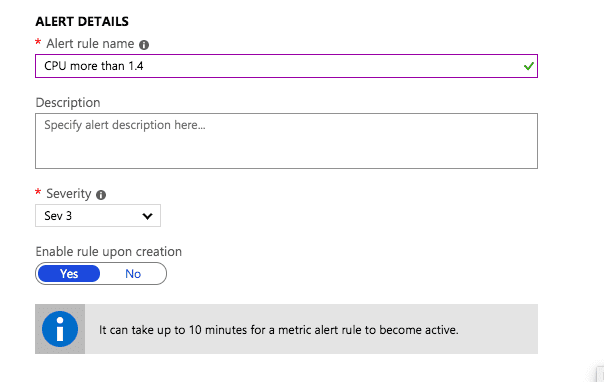 ALERT DETAILS
* Alert rule name
CPU more than 1.4
Description
Specify alert description here...
* Severity
Sev 3
Enable rule upon creation
Yes No
It can take up to 10 minutes for a metric alert rule to become active.